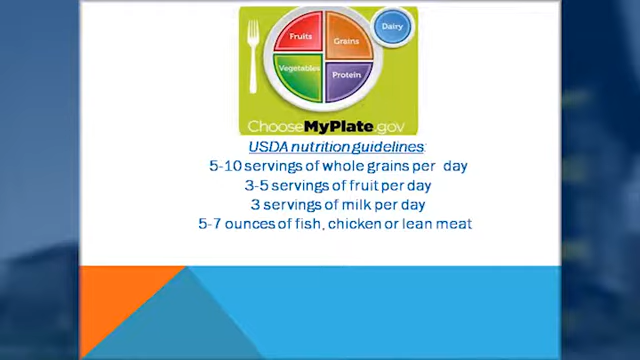 Fruits
Grains
Dairy
Vegetables
Protein
ChooseMyPlate.gov
USDA nutrition guidelines:
5-10 servings of whole grains per day
3-5 servings of fruit per day
3 servings of milk per day
5-7 ounces of fish, chicken or lean meat